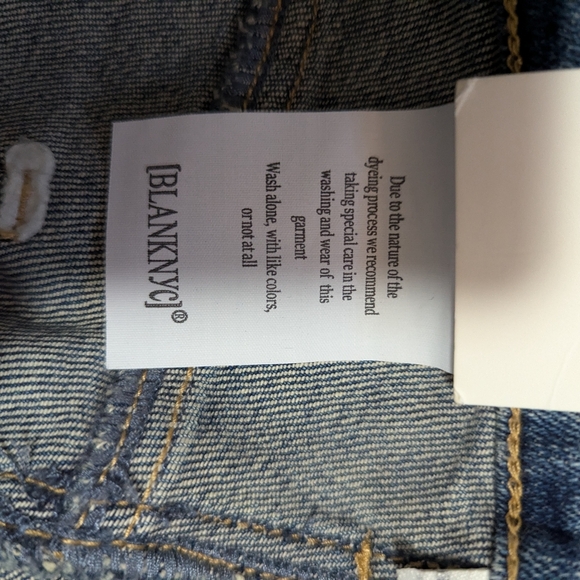 Due to the nature of the
dyeing process we recommend
taking special care in the
washing and wear of this
garment
Wash alone, with like colors,
or not at all
[BLANKNYC]®